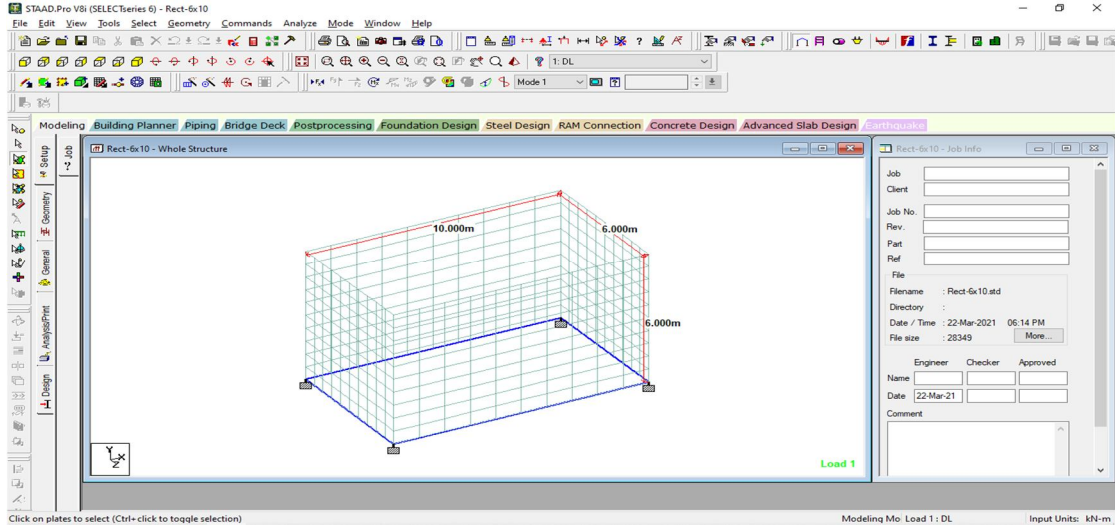 STAAD.Pro V8i (SELECTseries 6) - Rect-6x10
File Edit View Tools Select Geometry Commands Analyze Mode Window Help
1: DL
Mode 1
Modeling Building Planner Piping Bridge Deck Postprocessing Foundation Design Steel Design RAM Connection Concrete Design Advanced Slab Design Earthquake
Setup
Geometry
General
Analysis/Print
Design
Job
Rect-6x10 - Whole Structure
10.000m
6.000m
6.000m
Y
X
Z
Load 1
Rect-6x10 - Job Info
Job
Client
Job No.
Rev.
Part
Ref
File
Filename : Rect-6x10.std
Directory :
Date / Time : 22-Mar-2021 06:14 PM
File size : 28349 More...
Engineer Checker Approved
Name
Date 22-Mar-21
Comment
Click on plates to select (Ctrl+click to toggle selection) Modeling Mo Load 1 : DL Input Units: kN-m